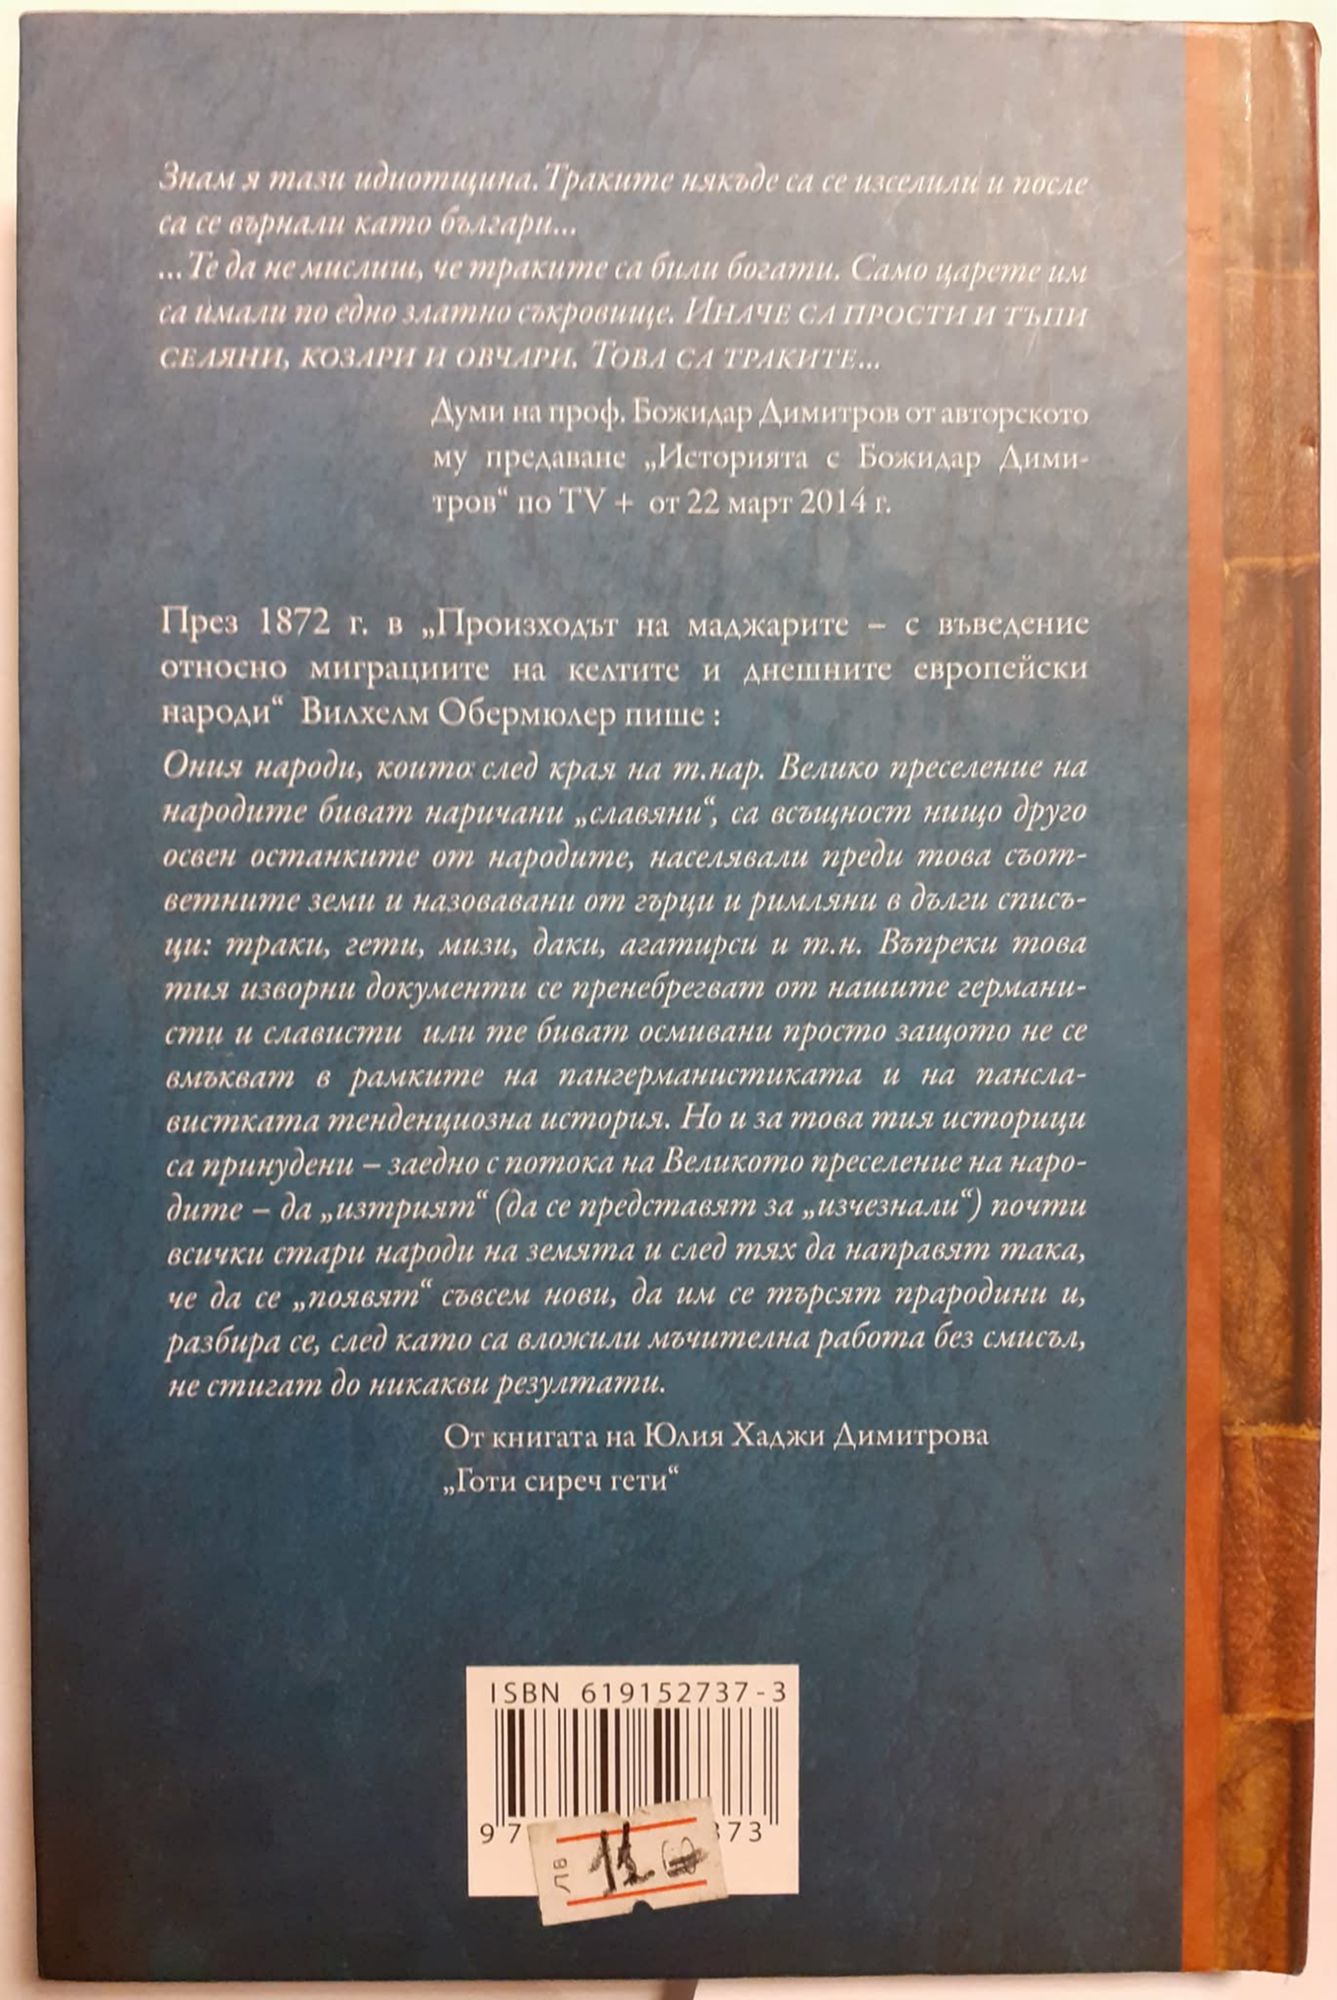 Знам я тази идиотщина. Траките някъде са се изселили и после
са се върнали като българи...
...Те да не мислиш, че траките са били богати. Само царете им
са имали по едно златно съкровище. Иначе са прости и тъпи
селяни, козари и овчари. Това са траките...
Думи на проф. Божидар Димитров от авторското
му предаване „Историята с Божидар Дими-
тров“ по TV + от 22 март 2014 г.
През 1872 г. в „Произходът на маджарите – с въведение
относно миграциите на келтите и днешните европейски
народи“ Вилхелм Обермюлер пише :
Ония народи, които след края на т.нар. Велико преселение на
народите биват наричани „славяни“, са всъщност нищо друго
освен останките от народите, населявали преди това съот-
ветните земи и назовавани от гърци и римляни в дълги списъ-
ци: траки, гети, мизи, даки, агатирси и т.н. Въпреки това
тия изворни документи се пренебрегват от нашите германи-
сти и слависти или те биват осмивани просто защото не се
вмъкват в рамките на пангерманистиката и на пансла-
вистката тенденциозна история. Но и за това тия историци
са принудени – заедно с потока на Великото преселение на наро-
дите – да „изтрият“ (да се представят за „изчезнали“) почти
всички стари народи на земята и след тях да направят така,
че да се „появят“ съвсем нови, да им се търсят прародини и,
разбира се, след като са вложили мъчителна работа без смисъл,
не стигат до никакви резултати.
От книгата на Юлия Хаджи Димитрова
„Готи сиреч гети“
ISBN 619152737-3
97 373
лв